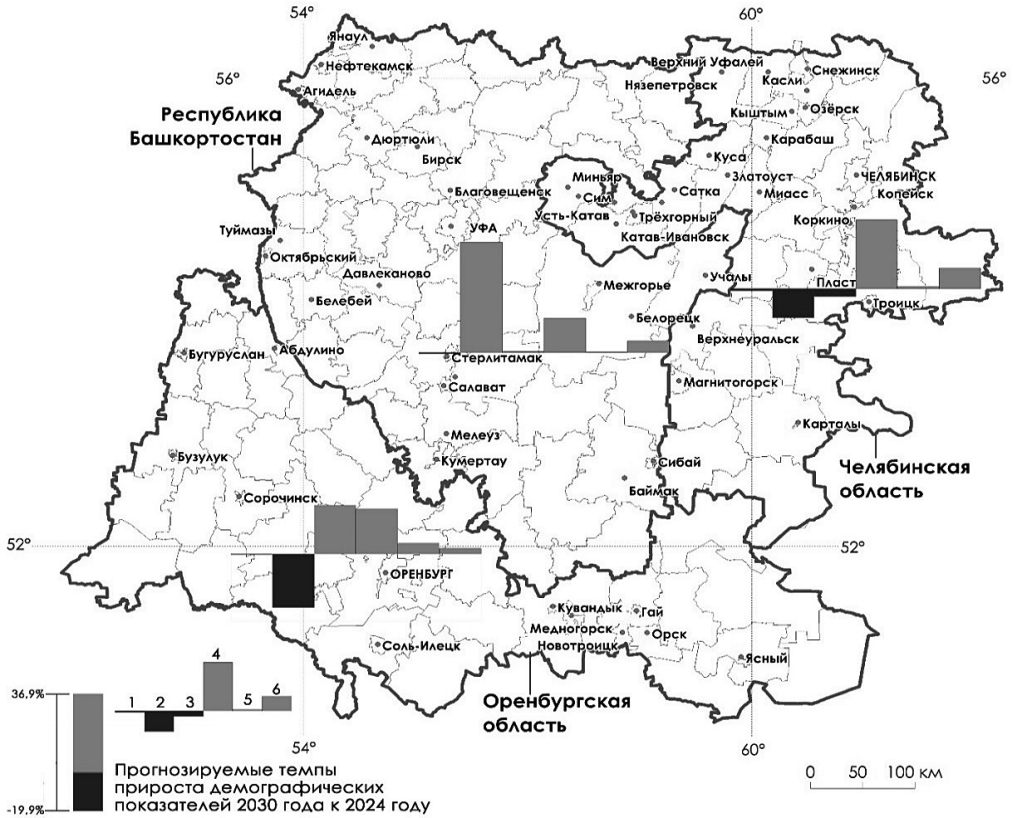 54°
60°
Янаул
Нефтекамск
56°
Верхний Уфалей
Снежинск
56°
Касли
Нязепетровск
Агидель
Республика
Башкортостан
Кыштым
Озёрск
Дюртюли
Карабаш
Бирск
Куса
Миньяр
Златоуст
ЧЕЛЯБИНСК
Благовещенск
Сим
Сатка
Миасс
Копейск
Усть-Катав
Трёхгорный
Коркино
Туймазы
УФА
Катав-Ивановск
Октябрьский
Давлеканово
Учалы
Межгорье
Пласт
Белебей
Троицк
Белорецк
Верхнеуральск
Бугуруслан
Абдулино
Стерлитамак
Салават
Магнитогорск
Мелеуз
Карталы
Бузулук
Кумертау
Сибай
Челябинская
область
Баймак
Сорочинск
52°
52°
ОРЕНБУРГ
Кувандык
Гай
Медногорск
Орск
Соль-Илецк
Новотроицк
Ясный
Оренбургская
область
36,9%
1 2 3 4 5 6
54°
60°
Прогнозируемые темпы
прироста демографических
показателей 2030 года к 2024 году
-19,9%
0 50 100 км